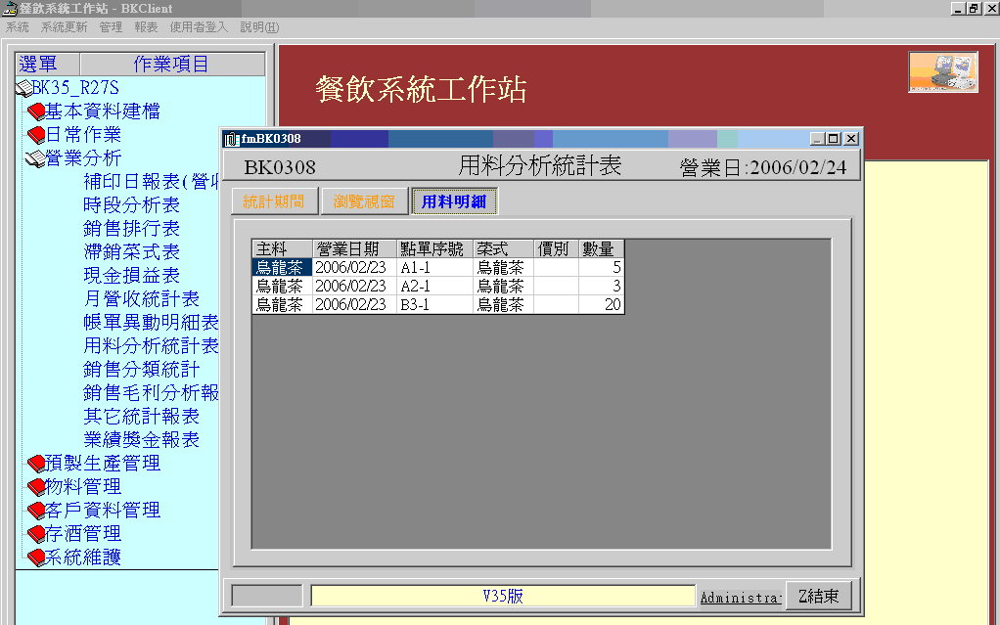 餐飲系統工作站 - BKClient
系統 系統更新 管理 報表 使用者登入 說明(H)
選單 作業項目
BK35_R27S
基本資料建檔
日常作業
營業分析
補印日報表(營收
時段分析表
銷售排行表
滯銷菜式表
現金損益表
月營收統計表
帳單異動明細表
用料分析統計表
銷售分類統計
銷售毛利分析報
其它統計報表
業績獎金報表
預製生產管理
物料管理
客戶資料管理
存酒管理
系統維護
餐飲系統工作站
fmBK0308
BK0308 用料分析統計表 營業日:2006/02/24
統計期間 瀏覽視窗 用料明細
主料 營業日期 點單序號 菜式 價別 數量
烏龍茶 2006/02/23 A1-1 烏龍茶 5
烏龍茶 2006/02/23 A2-1 烏龍茶 3
烏龍茶 2006/02/23 B3-1 烏龍茶 20
V35版 Administra Z結束